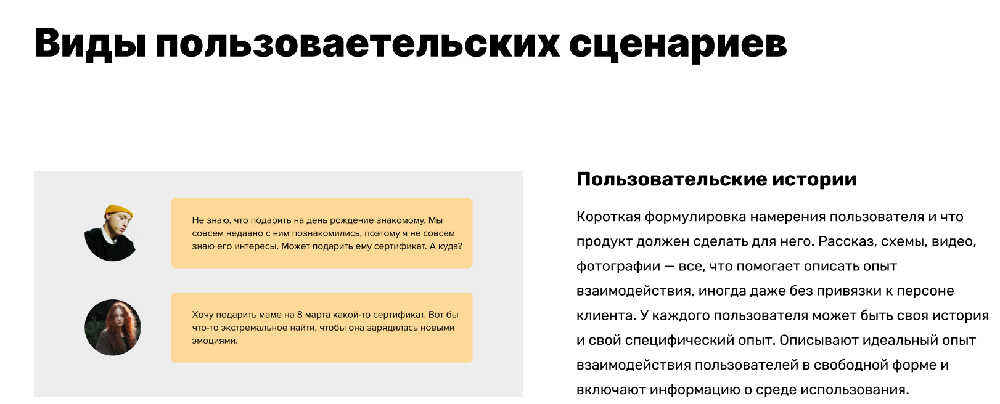 Виды пользоваетельских сценариев
Не знаю, что подарить на день рождение знакомому. Мы
совсем недавно с ним познакомились, поэтому я не совсем
знаю его интересы. Может подарить ему сертификат. А куда?
Хочу подарить маме на 8 марта какой-то сертификат. Вот бы
что-то экстремальное найти, чтобы она зарядилась новыми
эмоциями.
Пользовательские истории
Короткая формулировка намерения пользователя и что
продукт должен сделать для него. Рассказ, схемы, видео,
фотографии — все, что помогает описать опыт
взаимодействия, иногда даже без привязки к персоне
клиента. У каждого пользователя может быть своя история
и свой специфический опыт. Описывают идеальный опыт
взаимодействия пользователей в свободной форме и
включают информацию о среде использования.